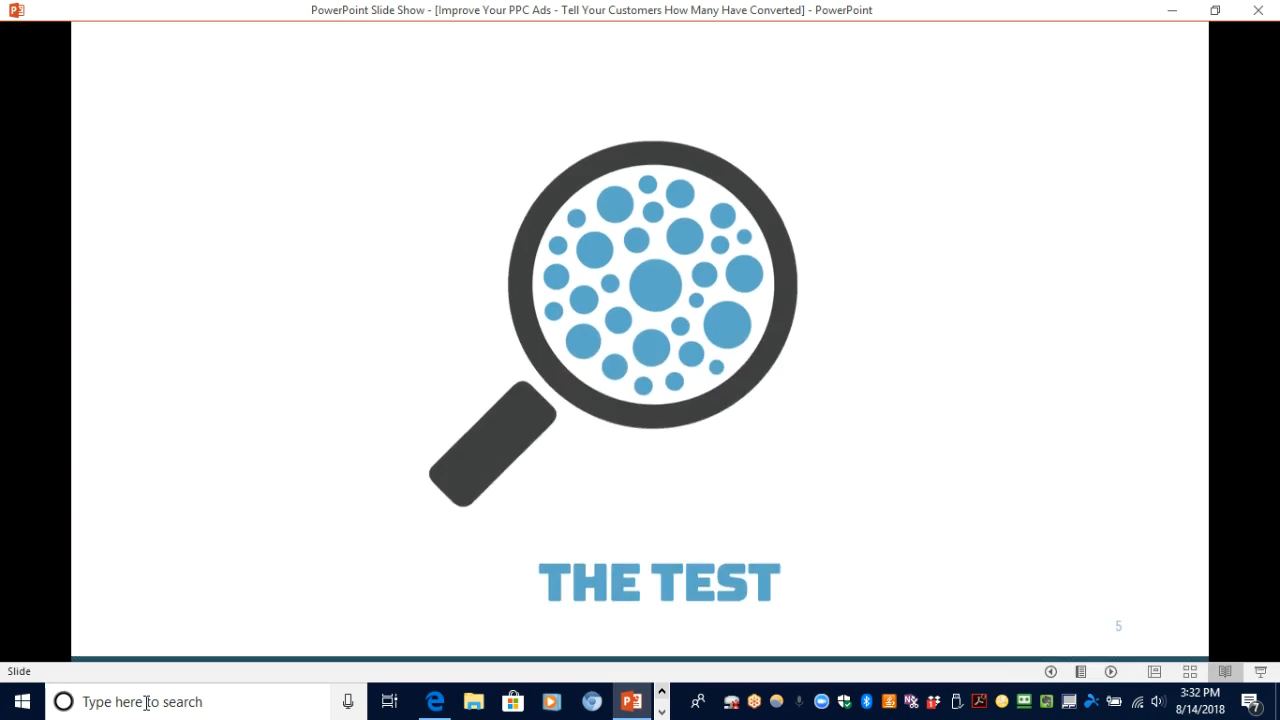 PowerPoint Slide Show - [Improve Your PPC Ads - Tell Your Customers How Many Have Converted] - PowerPoint
THE TEST
5
Slide
Type here to search
3:32 PM
8/14/2018
7